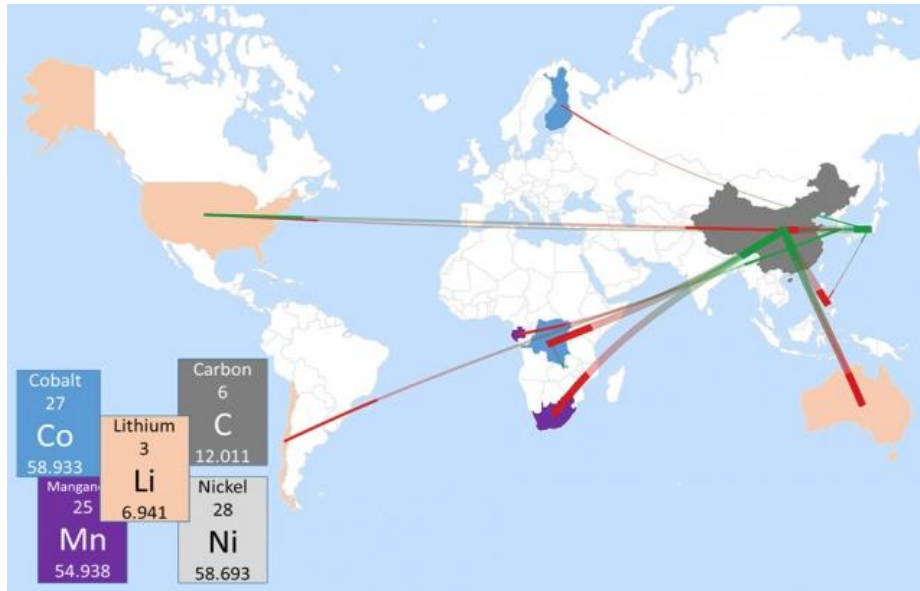 Cobalt
27
Co
58.933
Lithium
3
Li
6.941
Carbon
6
C
12.011
Mangan
25
Mn
54.938
Nickel
28
Ni
58.693